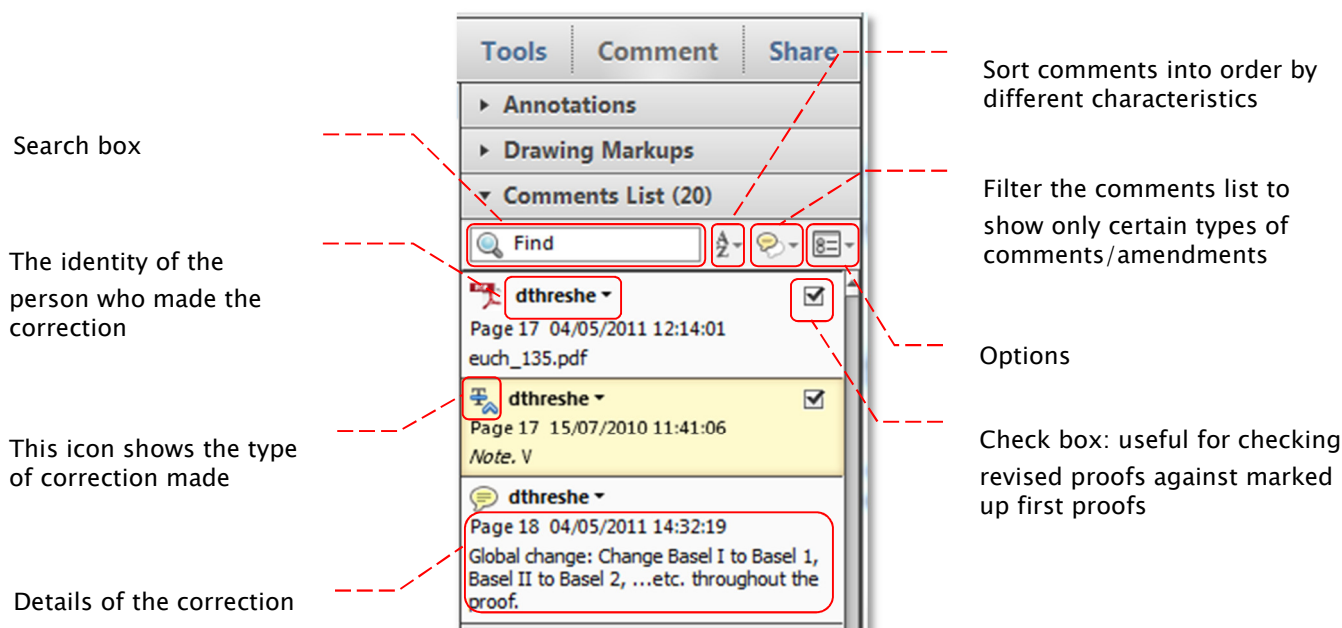 Tools Comment Share
Annotations
Drawing Markups
Comments List (20)
Find
A
Z
dthreshe
Page 17 04/05/2011 12:14:01
euch_135.pdf
dthreshe
Page 17 15/07/2010 11:41:06
Note. V
dthreshe
Page 18 04/05/2011 14:32:19
Global change: Change Basel I to Basel 1,
Basel II to Basel 2, ...etc. throughout the
proof.
Search box
The identity of the
person who made the
correction
This icon shows the type
of correction made
Details of the correction
Sort comments into order by
different characteristics
Filter the comments list to
show only certain types of
comments/amendments
Options
Check box: useful for checking
revised proofs against marked
up first proofs